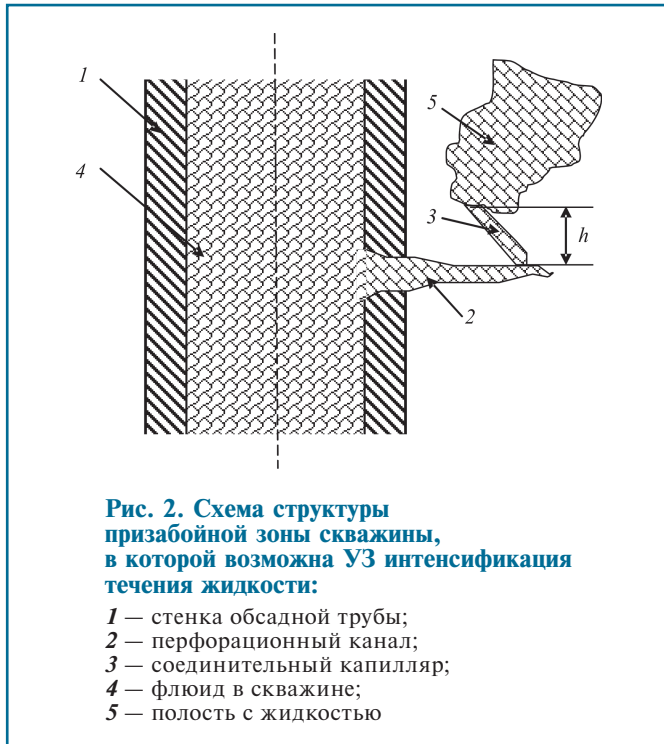 1
5
4
3
h
2
Рис. 2. Схема структуры
призабойной зоны скважины,
в которой возможна УЗ интенсификация
течения жидкости:
1 — стенка обсадной трубы;
2 — перфорационный канал;
3 — соединительный капилляр;
4 — флюид в скважине;
5 — полость с жидкостью